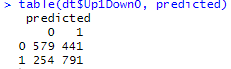 > table(dt$Up1Down0, predicted)
predicted
0 1
0 579 441
1 254 791